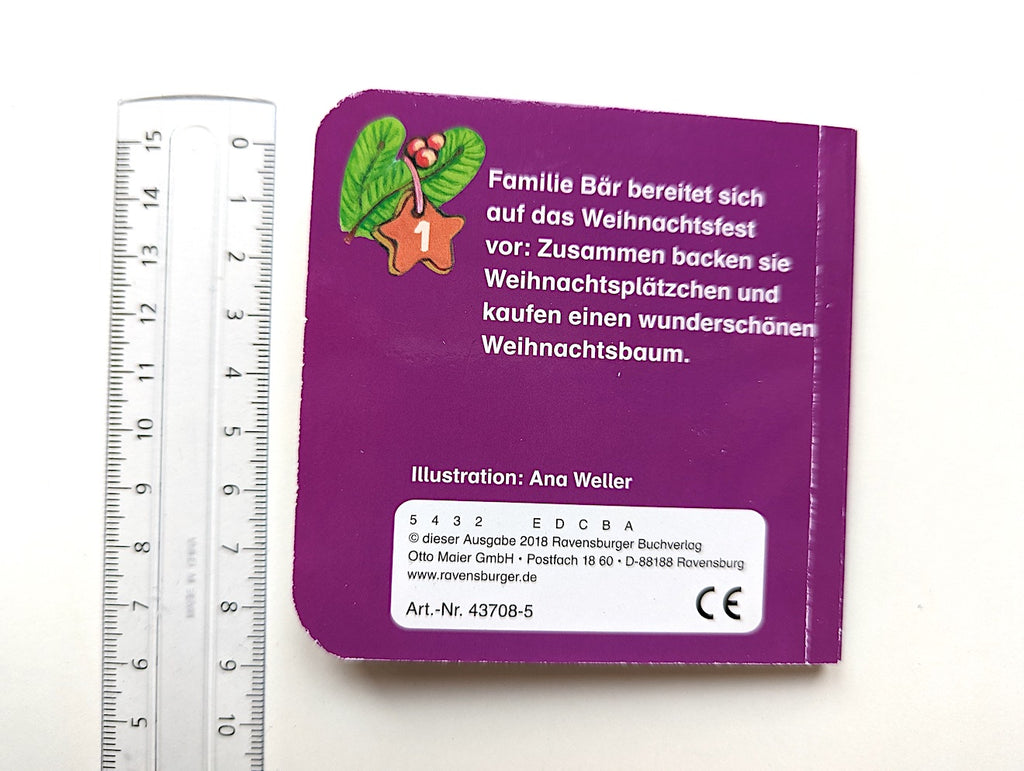 15 14 13 12 11 10 9 8 7 6 5
0 1 2 3 4 5 6 7 8 9 10
1
Familie Bär bereitet sich
auf das Weihnachtsfest
vor: Zusammen backen sie
Weihnachtsplätzchen und
kaufen einen wunderschönen
Weihnachtsbaum.
Illustration: Ana Weller
5 4 3 2 E D C B A
© dieser Ausgabe 2018 Ravensburger Buchverlag
Otto Maier GmbH • Postfach 18 60 • D-88188 Ravensburg
www.ravensburger.de
Art.-Nr. 43708-5
CE